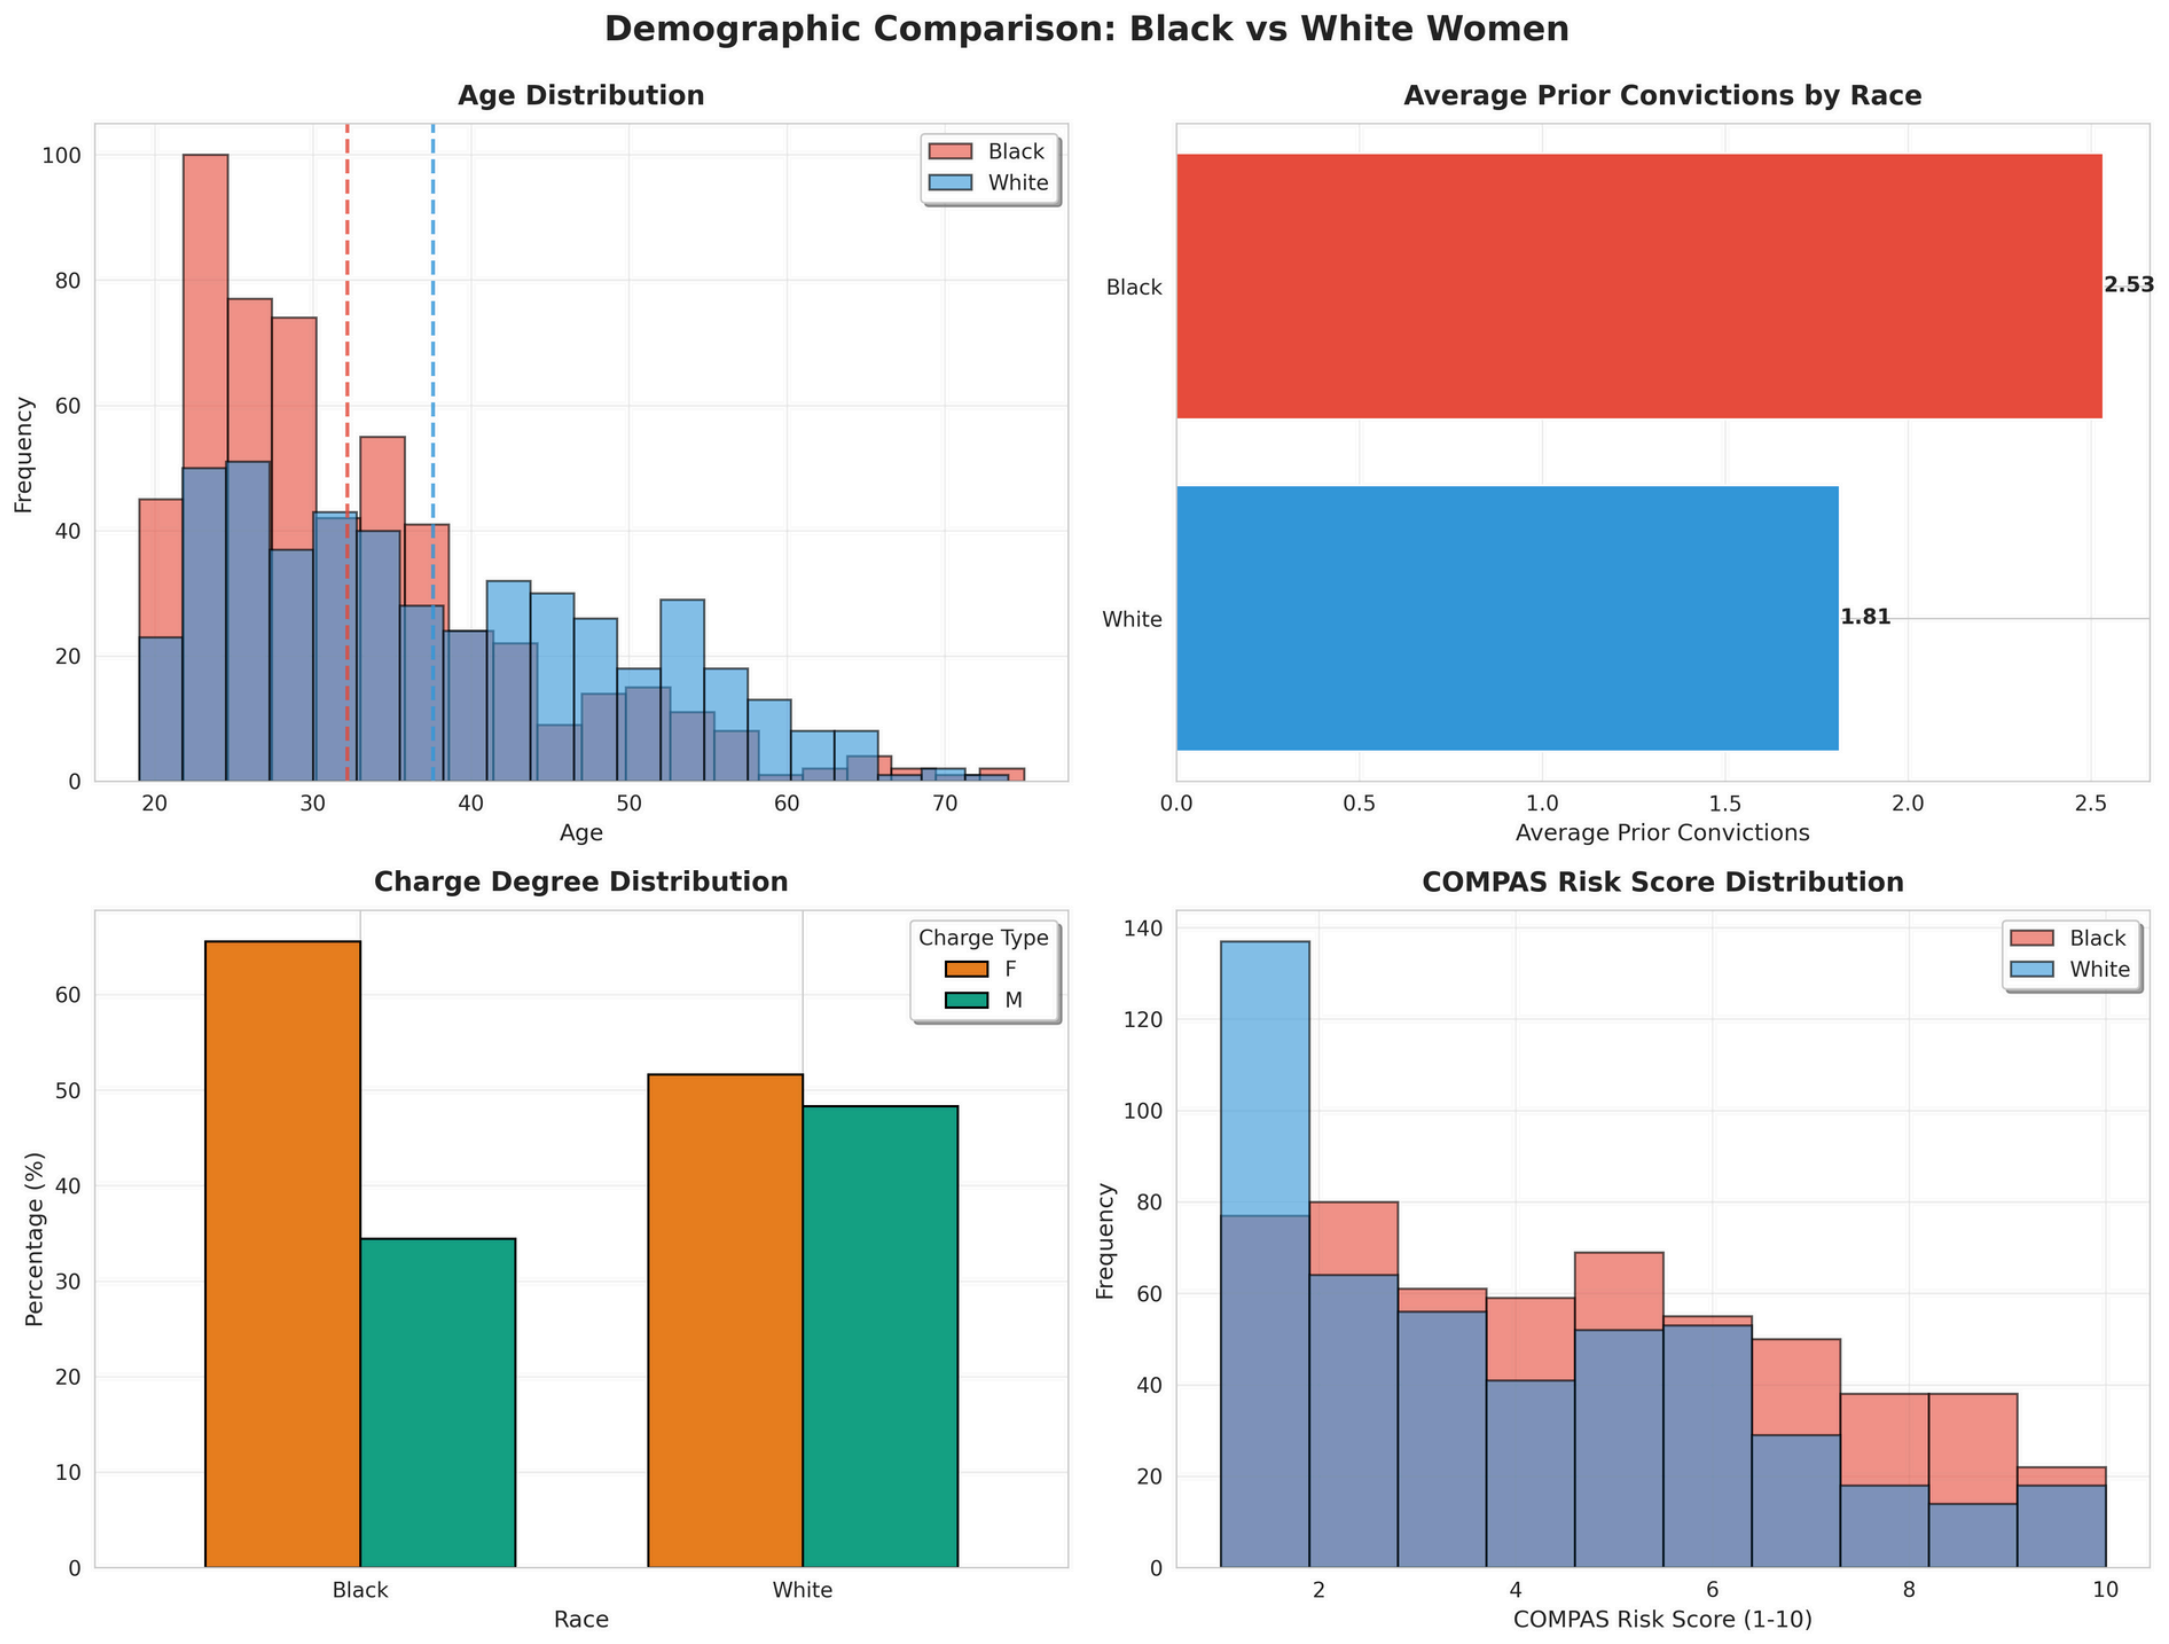 Demographic Comparison: Black vs White Women
Age Distribution
Black
White
100
80
60
40
20
0
Frequency
20 30 40 50 60 70
Age
Average Prior Convictions by Race
Black
2.53
White
1.81
0.0 0.5 1.0 1.5 2.0 2.5
Average Prior Convictions
Charge Degree Distribution
Charge Type
F
M
60
50
40
30
20
10
0
Percentage (%)
Black White
Race
COMPAS Risk Score Distribution
Black
White
140
120
100
80
60
40
20
0
Frequency
2 4 6 8 10
COMPAS Risk Score (1-10)